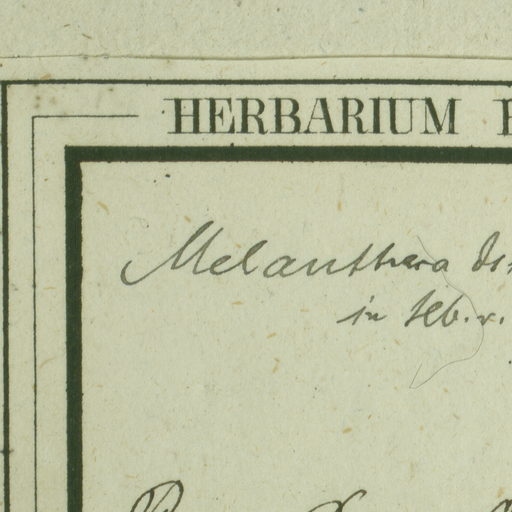 HERBARIUM
Melanthera
in Hb. v.